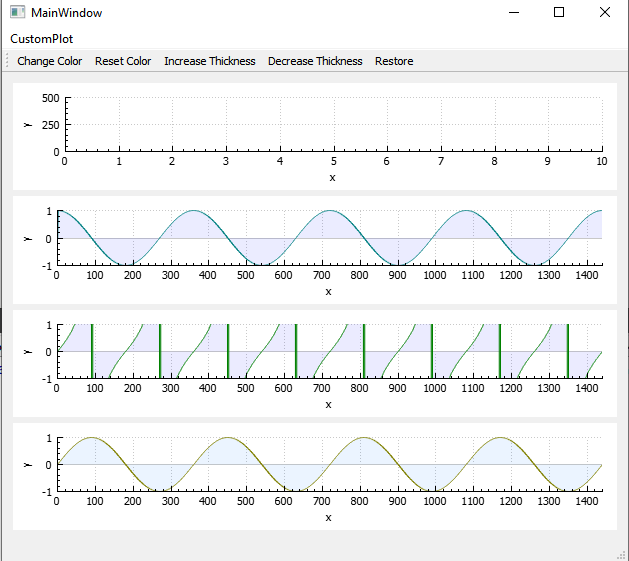 MainWindow
CustomPlot
Change Color Reset Color Increase Thickness Decrease Thickness Restore
500
250
0
y
0 1 2 3 4 5 6 7 8 9 10
x
1
0
-1
y
0 100 200 300 400 500 600 700 800 900 1000 1100 1200 1300 1400
x
1
0
-1
y
0 100 200 300 400 500 600 700 800 900 1000 1100 1200 1300 1400
x
1
0
-1
y
0 100 200 300 400 500 600 700 800 900 1000 1100 1200 1300 1400
x